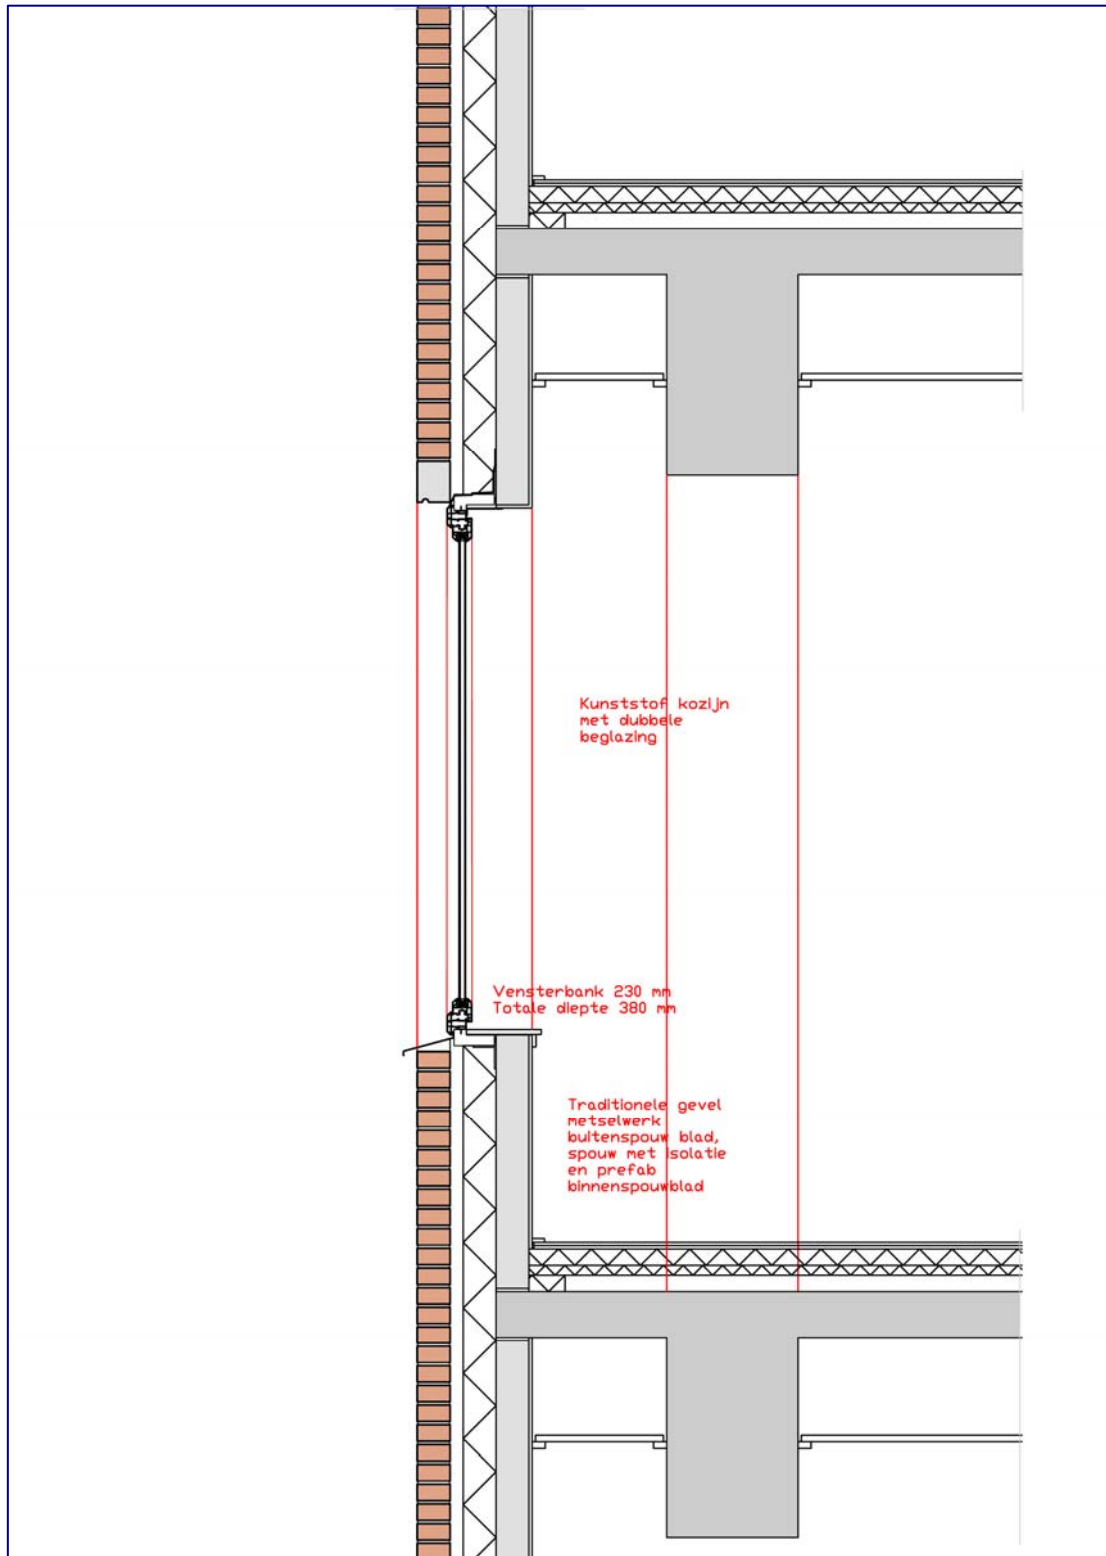 Kunststof kozijn
met dubbele
beglazing
Vensterbank 230 mm
Totale diepte 380 mm
Traditionele gevel
metselwerk
buitenspouw blad,
spouw met isolatie
en prefab
binnenspouwblad